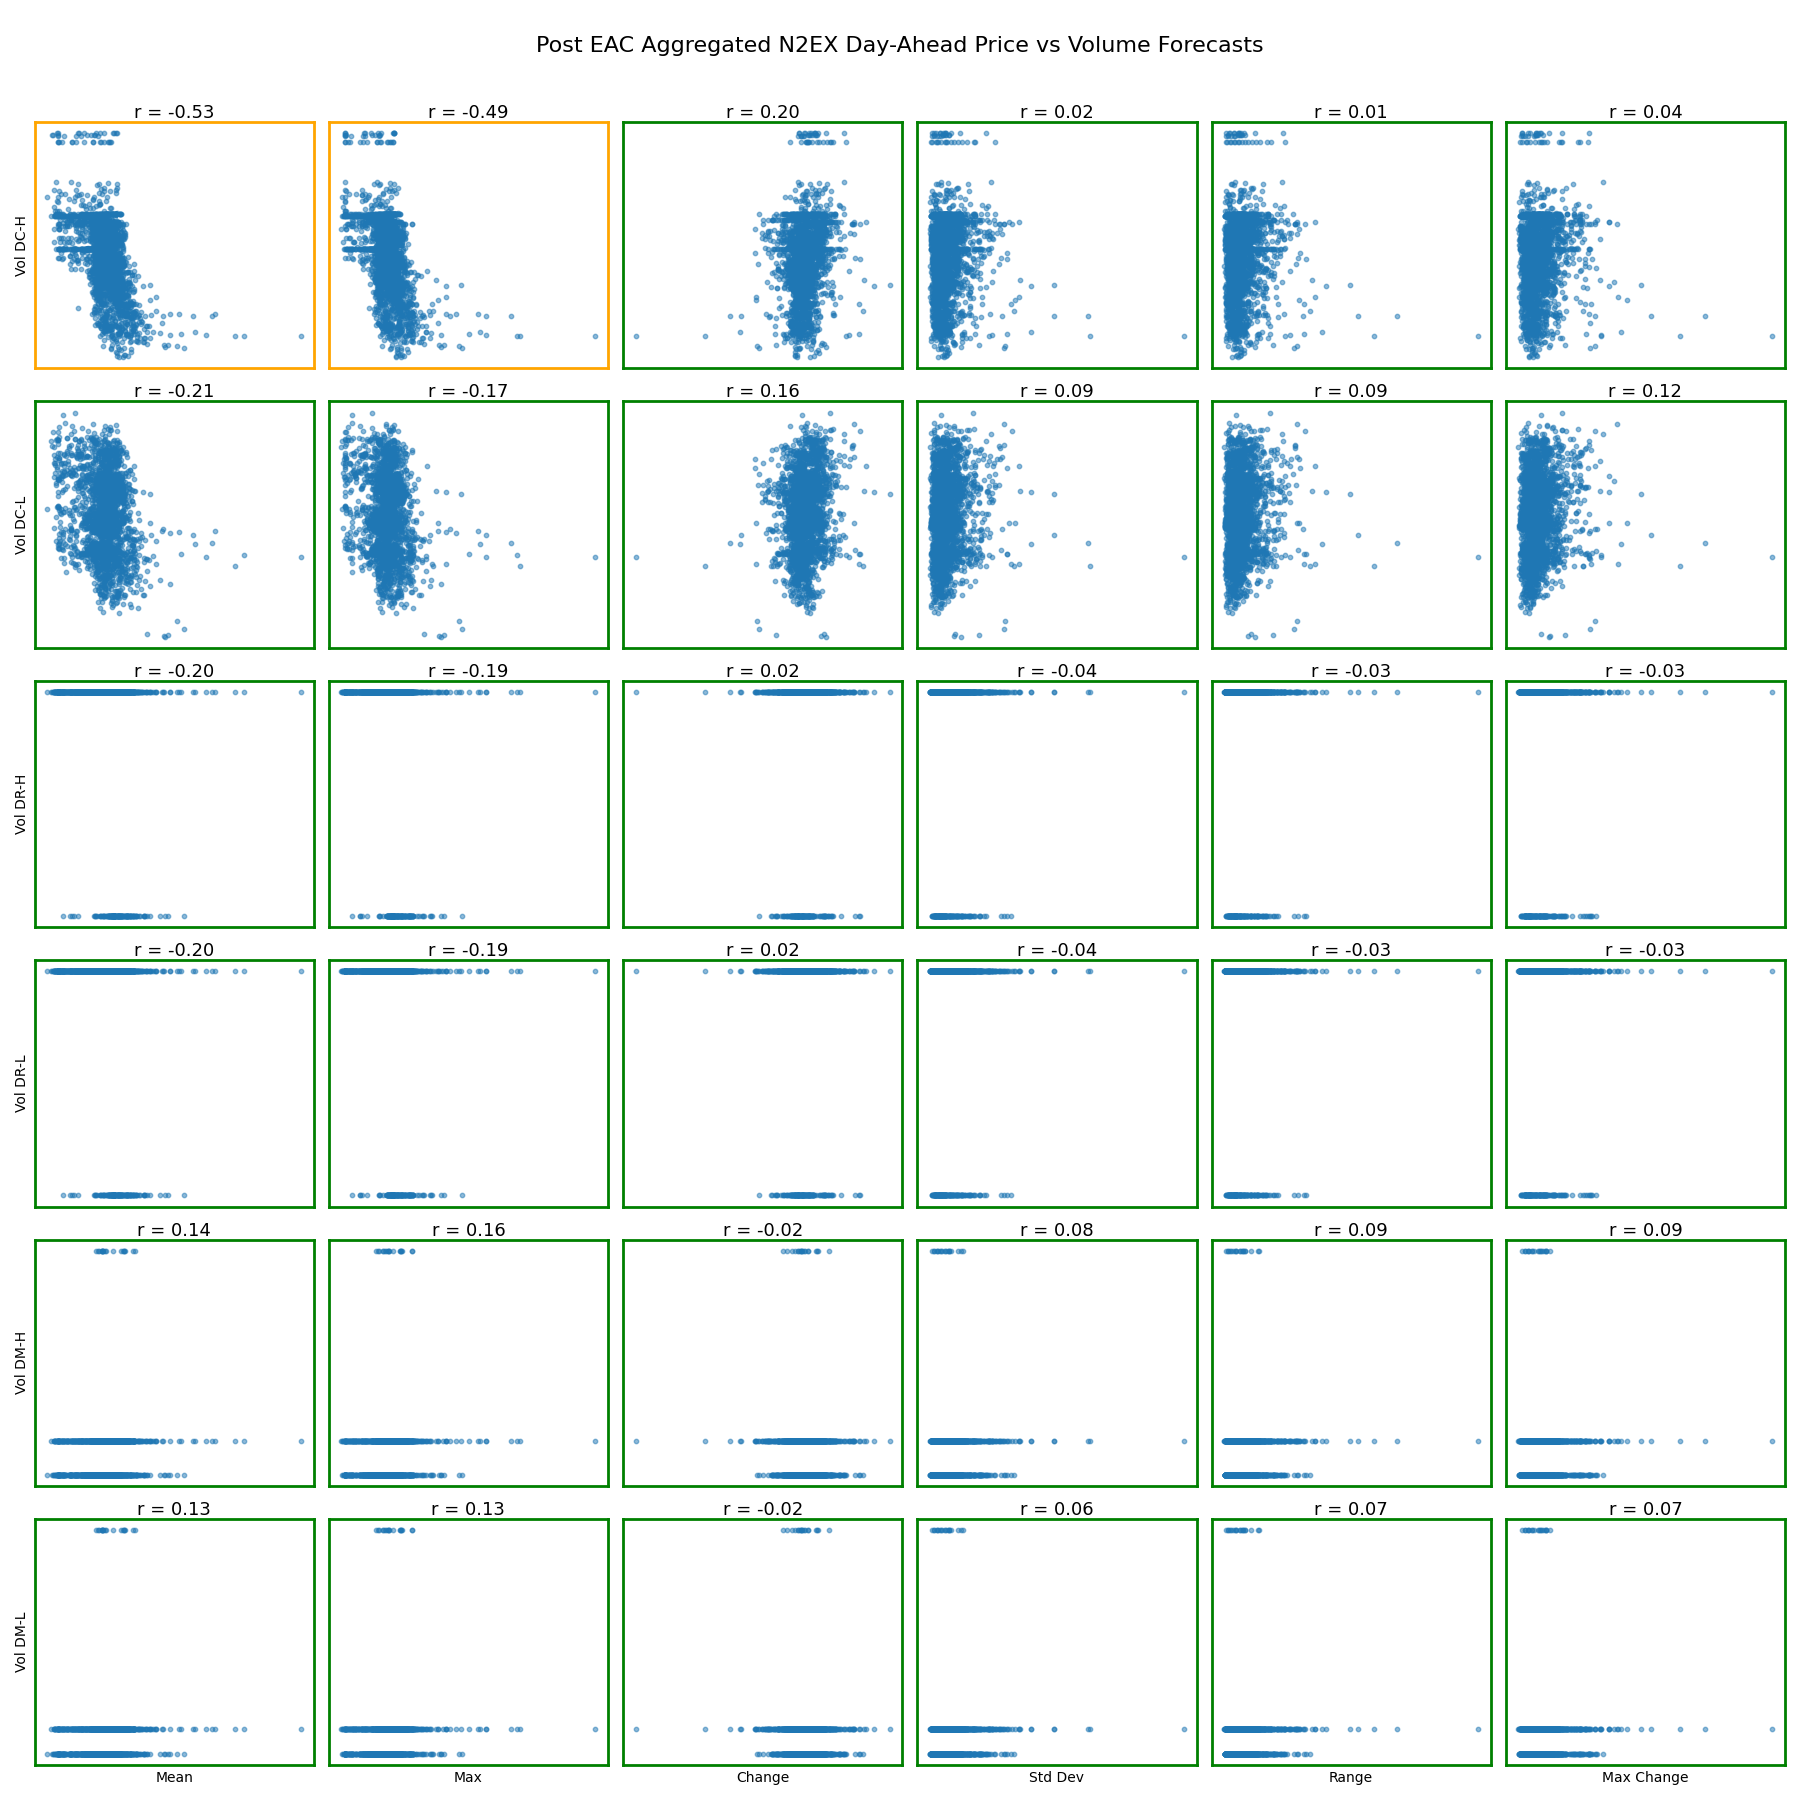 Post EAC Aggregated N2EX Day-Ahead Price vs Volume Forecasts
r = -0.53
r = -0.49
r = 0.20
r = 0.02
r = 0.01
r = 0.04
Vol DC-H
r = -0.21
r = -0.17
r = 0.16
r = 0.09
r = 0.09
r = 0.12
Vol DC-L
r = -0.20
r = -0.19
r = 0.02
r = -0.04
r = -0.03
r = -0.03
Vol DR-H
r = -0.20
r = -0.19
r = 0.02
r = -0.04
r = -0.03
r = -0.03
Vol DR-L
r = 0.14
r = 0.16
r = -0.02
r = 0.08
r = 0.09
r = 0.09
Vol DM-H
r = 0.13
r = 0.13
r = -0.02
r = 0.06
r = 0.07
r = 0.07
Vol DM-L
Mean
Max
Change
Std Dev
Range
Max Change